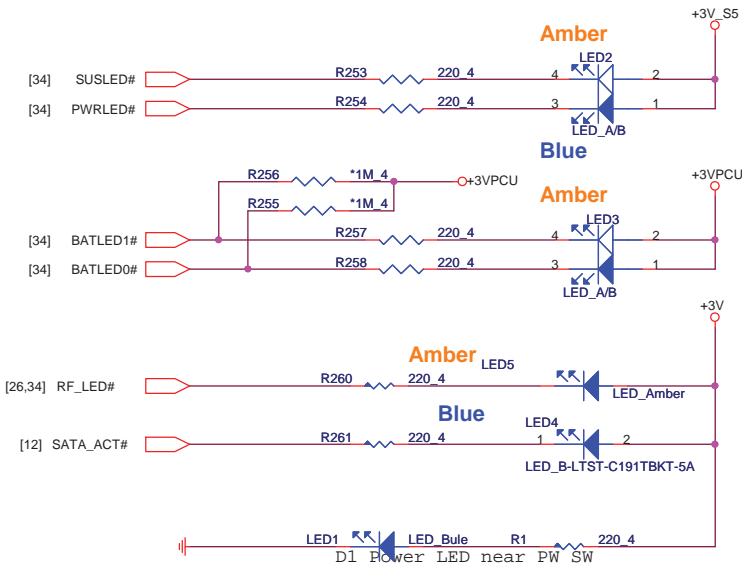 +3V_S5
Amber
LED2
[34] SUSLED# R253 220_4 4 2
[34] PWRLED# R254 220_4 3 1
LED_A/B
Blue
R256 *1M_4 +3VPCU
+3VPCU
Amber
R255 *1M_4
LED3
[34] BATLED1# R257 220_4 4 2
[34] BATLED0# R258 220_4 3 1
LED_A/B
+3V
Amber
LED5
[26,34] RF_LED# R260 220_4
LED_Amber
Blue
LED4
[12] SATA_ACT# R261 220_4 1 2
LED_B-LTST-C191TBKT-5A
LED1 LED_Bule R1 220_4
D1 Power LED near PW SW